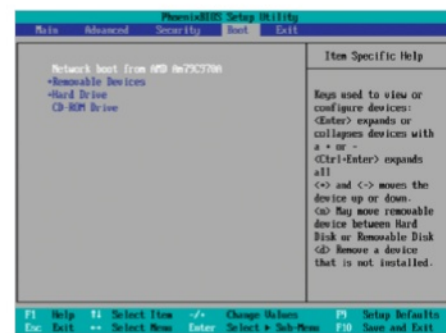 PhoenixBIOS Setup Utility
Main Advanced Security Boot Exit
Network boot from AMD Am79C970A
+Removable Devices
+Hard Drive
CD-ROM Drive
Item Specific Help
Keys used to view or
configure devices:
<Enter> expands or
collapses devices with
a + or -
<Ctrl+Enter> expands
all
<+> and <-> moves the
device up or down.
<n> May move removable
device between Hard
Disk or Removable Disk
<d> Remove a device
that is not installed.
F1 Help ↑↓ Select Item -/+ Change Values F9 Setup Defaults
Esc Exit ↔ Select Menu Enter Select ▶ Sub-Menu F10 Save and Exit